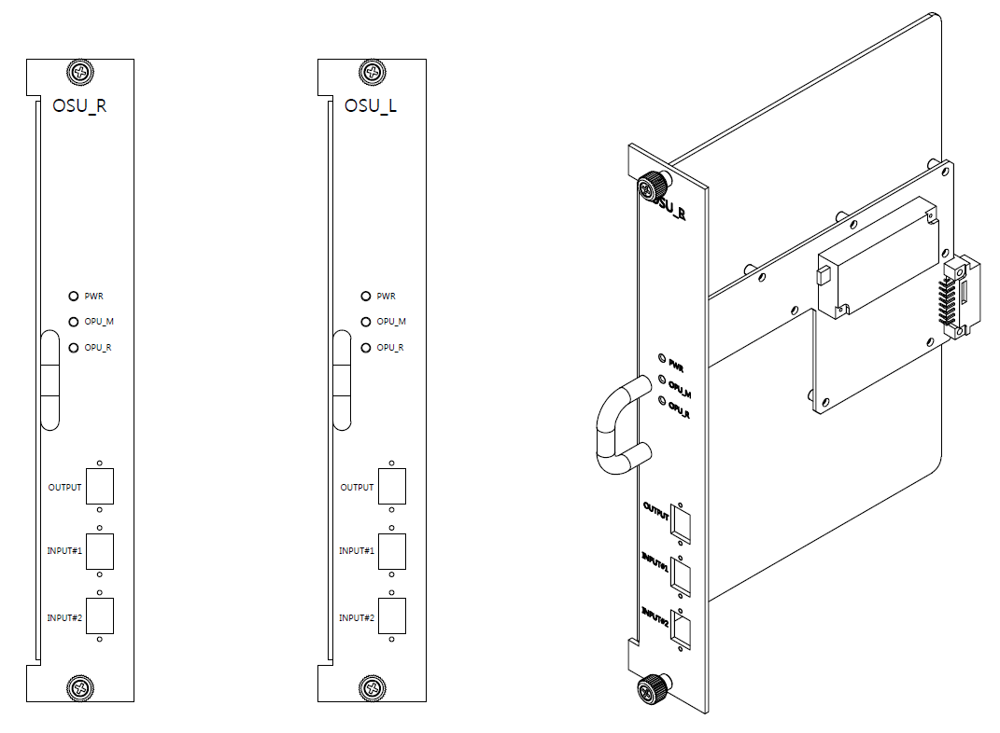 OSU_R
PWR
OPU_M
OPU_R
OUTPUT
INPUT#1
INPUT#2
OSU_L
PWR
OPU_M
OPU_R
OUTPUT
INPUT#1
INPUT#2
OSU_R
PWR
OPU_M
OPU_R
OUTPUT
INPUT#1
INPUT#2